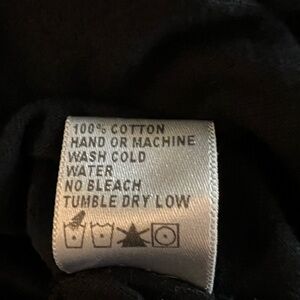 100% COTTON
HAND OR MACHINE
WASH COLD
WATER
NO BLEACH
TUMBLE DRY LOW